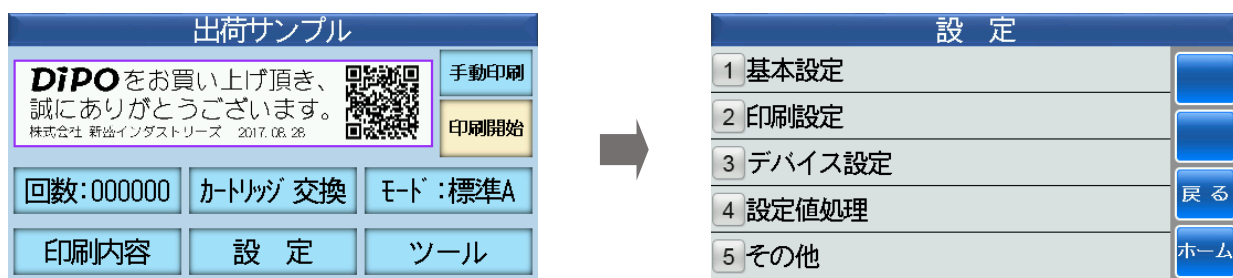 出荷サンプル
DiPOをお買い上げ頂き、
誠にありがとうございます。
株式会社 新盛インダストリーズ 2017.08.28
手動印刷
印刷開始
回数:000000
ｶｰﾄﾘｯｼﾞ 交換
ﾓｰﾄﾞ:標準A
印刷内容
設 定
ツール
設 定
1 基本設定
2 印刷設定
3 デバイス設定
4 設定値処理
5 その他
戻 る
ホーム